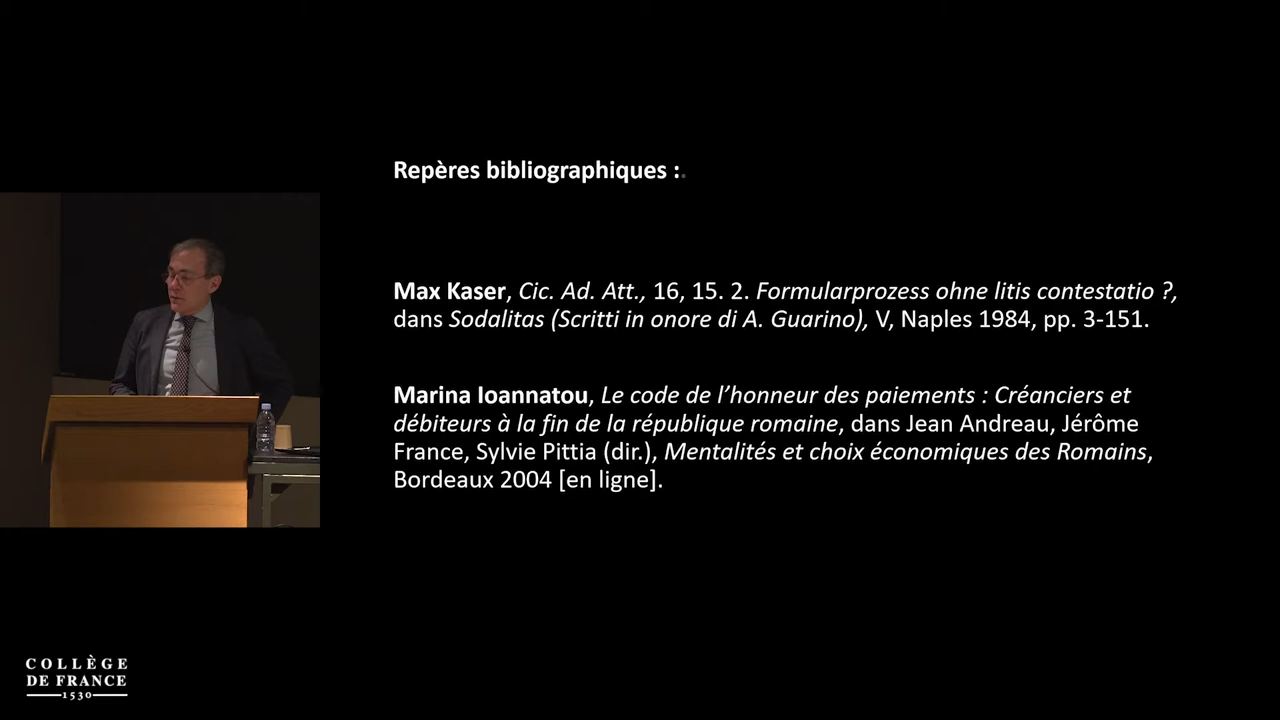 Repères bibliographiques :.
Max Kaser, Cic. Ad. Att., 16, 15. 2. Formularprozess ohne litis contestatio ?,
dans Sodalitas (Scritti in onore di A. Guarino), V, Naples 1984, pp. 3-151.
Marina Ioannatou, Le code de l’honneur des paiements : Créanciers et
débiteurs à la fin de la république romaine, dans Jean Andreau, Jérôme
France, Sylvie Pittia (dir.), Mentalités et choix économiques des Romains,
Bordeaux 2004 [en ligne].
COLLÈGE
DE FRANCE
1530